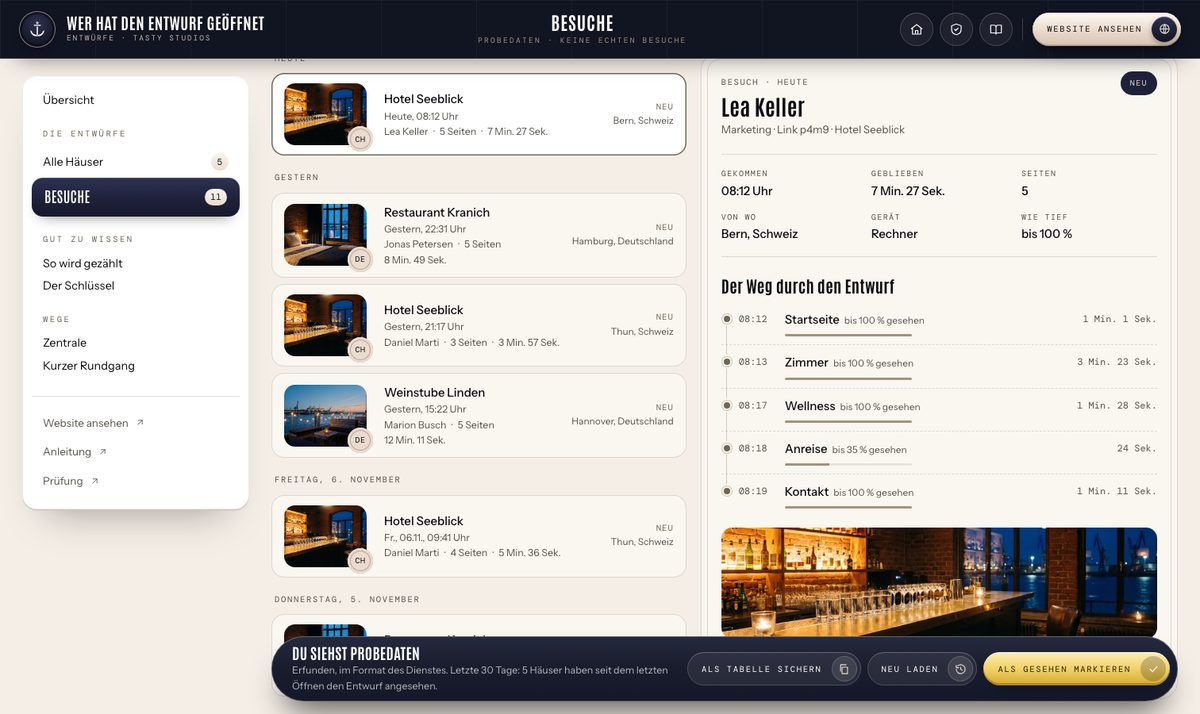 WER HAT DEN ENTWURF GEÖFFNET
ENTWÜRFE · TASTY STUDIOS
BESUCHE
PROBEDATEN · KEINE ECHTEN BESUCHE
WEBSITE ANSEHEN
Übersicht
DIE ENTWÜRFE
Alle Häuser 5
BESUCHE 11
GUT ZU WISSEN
So wird gezählt
Der Schlüssel
WEGE
Zentrale
Kurzer Rundgang
Website ansehen ↗
Anleitung ↗
Prüfung ↗
HEUTE
Hotel Seeblick
Heute, 08:12 Uhr
Lea Keller · 5 Seiten · 7 Min. 27 Sek.
NEU
Bern, Schweiz
CH
GESTERN
Restaurant Kranich
Gestern, 22:31 Uhr
Jonas Petersen · 5 Seiten
8 Min. 49 Sek.
NEU
Hamburg, Deutschland
DE
Hotel Seeblick
Gestern, 21:17 Uhr
Daniel Marti · 3 Seiten · 3 Min. 57 Sek.
NEU
Thun, Schweiz
CH
Weinstube Linden
Gestern, 15:22 Uhr
Marion Busch · 5 Seiten
12 Min. 11 Sek.
NEU
Hannover, Deutschland
DE
FREITAG, 6. NOVEMBER
Hotel Seeblick
Fr., 06.11., 09:41 Uhr
Daniel Marti · 4 Seiten · 5 Min. 36 Sek.
NEU
Thun, Schweiz
CH
DONNERSTAG, 5. NOVEMBER
BESUCH · HEUTE
NEU
Lea Keller
Marketing · Link p4m9 · Hotel Seeblick
GEKOMMEN GEBLIEBEN SEITEN
08:12 Uhr 7 Min. 27 Sek. 5
VON WO GERÄT WIE TIEF
Bern, Schweiz Rechner bis 100 %
Der Weg durch den Entwurf
08:12 Startseite bis 100 % gesehen 1 Min. 1 Sek.
08:13 Zimmer bis 100 % gesehen 3 Min. 23 Sek.
08:17 Wellness bis 100 % gesehen 1 Min. 28 Sek.
08:18 Anreise bis 35 % gesehen 24 Sek.
08:19 Kontakt bis 100 % gesehen 1 Min. 11 Sek.
DU SIEHST PROBEDATEN
Erfunden, im Format des Dienstes. Letzte 30 Tage: 5 Häuser haben seit dem letzten
Öffnen den Entwurf angesehen.
ALS TABELLE SICHERN
NEU LADEN
ALS GESEHEN MARKIEREN